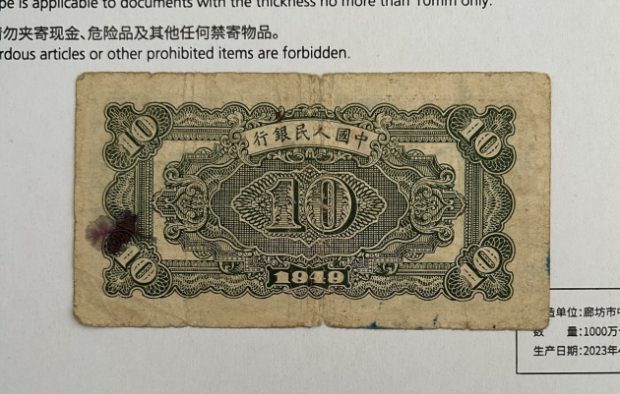 pe is applicable to documents with the thickness no more than 10mm only.
勿夹寄现金、危险品及其他任何禁寄物品。
rdous articles or other prohibited items are forbidden.
10
10
行銀民人國中
10
10
1949
10
造单位:廊坊市中
数 量:1000万
生产日期:2023年